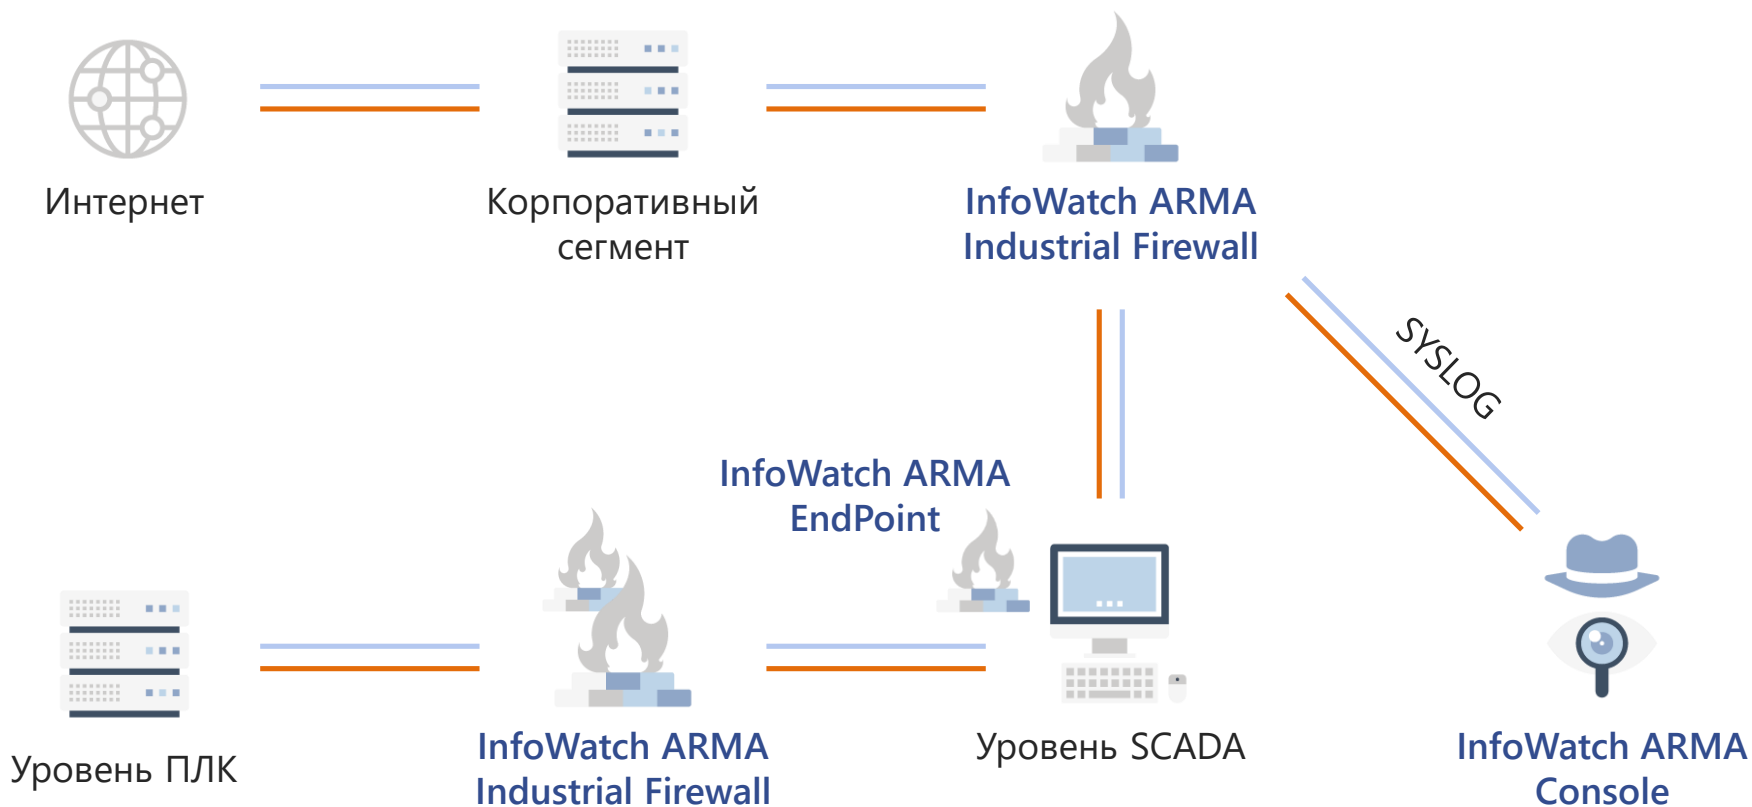 Интернет
Корпоративный
сегмент
InfoWatch ARMA
Industrial Firewall
SYSLOG
InfoWatch ARMA
EndPoint
Уровень ПЛК
InfoWatch ARMA
Industrial Firewall
Уровень SCADA
InfoWatch ARMA
Console